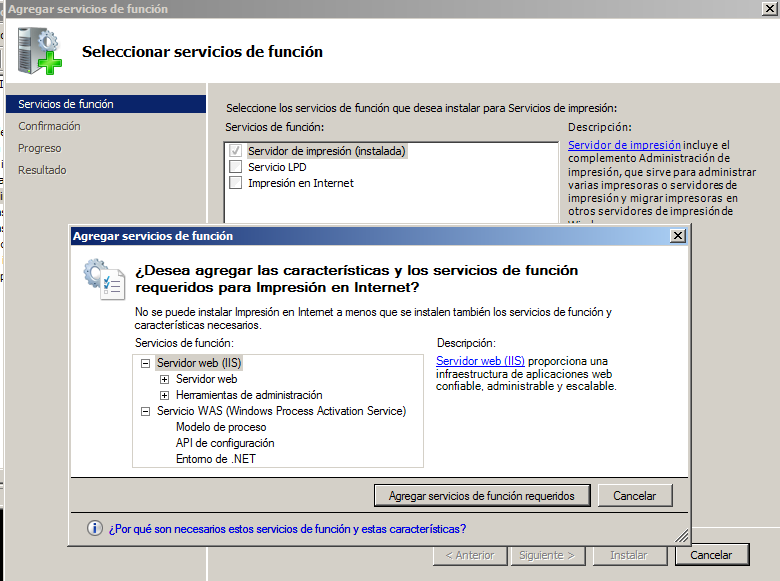 Agregar servicios de función
Seleccionar servicios de función
Servicios de función
Confirmación
Progreso
Resultado
Seleccione los servicios de función que desea instalar para Servicios de impresión:
Servicios de función:
Servidor de impresión (instalada)
Servicio LPD
Impresión en Internet
Descripción:
Servidor de impresión incluye el
complemento Administración de
impresión, que sirve para administrar
varias impresoras o servidores de
impresión y migrar impresoras en
otros servidores de impresión de
Agregar servicios de función
¿Desea agregar las características y los servicios de función
requeridos para Impresión en Internet?
No se puede instalar Impresión en Internet a menos que se instalen también los servicios de función y
características necesarios.
Servicios de función:
Servidor web (IIS)
Servidor web
Herramientas de administración
Servicio WAS (Windows Process Activation Service)
Modelo de proceso
API de configuración
Entorno de .NET
Descripción:
Servidor web (IIS) proporciona una
infraestructura de aplicaciones web
confiable, administrable y escalable.
Agregar servicios de función requeridos
Cancelar
¿Por qué son necesarios estos servicios de función y estas características?
< Anterior
Siguiente >
Instalar
Cancelar